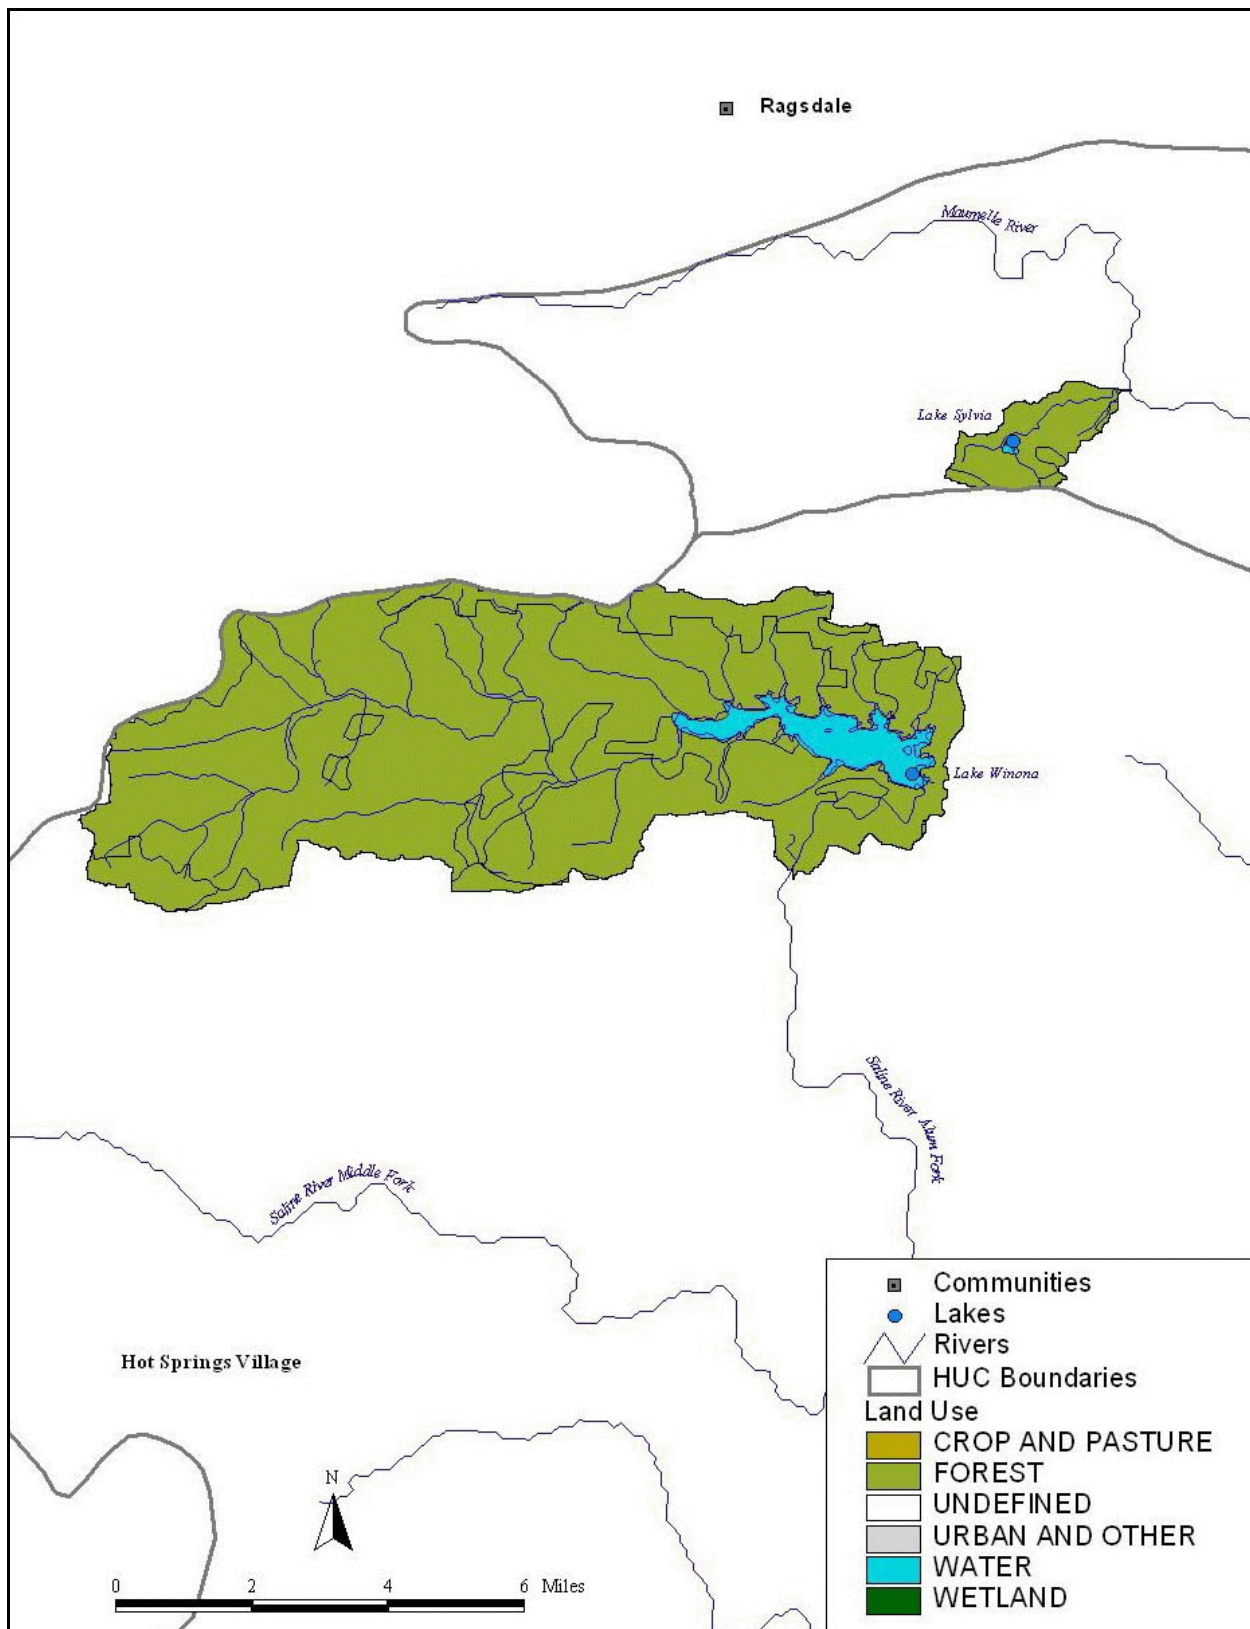 Ragsdale
Maumelle River
Lake Sylvia
Lake Winona
Saline River Alum Fork
Saline River Middle Fork
Hot Springs Village
N
0 2 4 6 Miles
Communities
Lakes
Rivers
HUC Boundaries
Land Use
CROP AND PASTURE
FOREST
UNDEFINED
URBAN AND OTHER
WATER
WETLAND